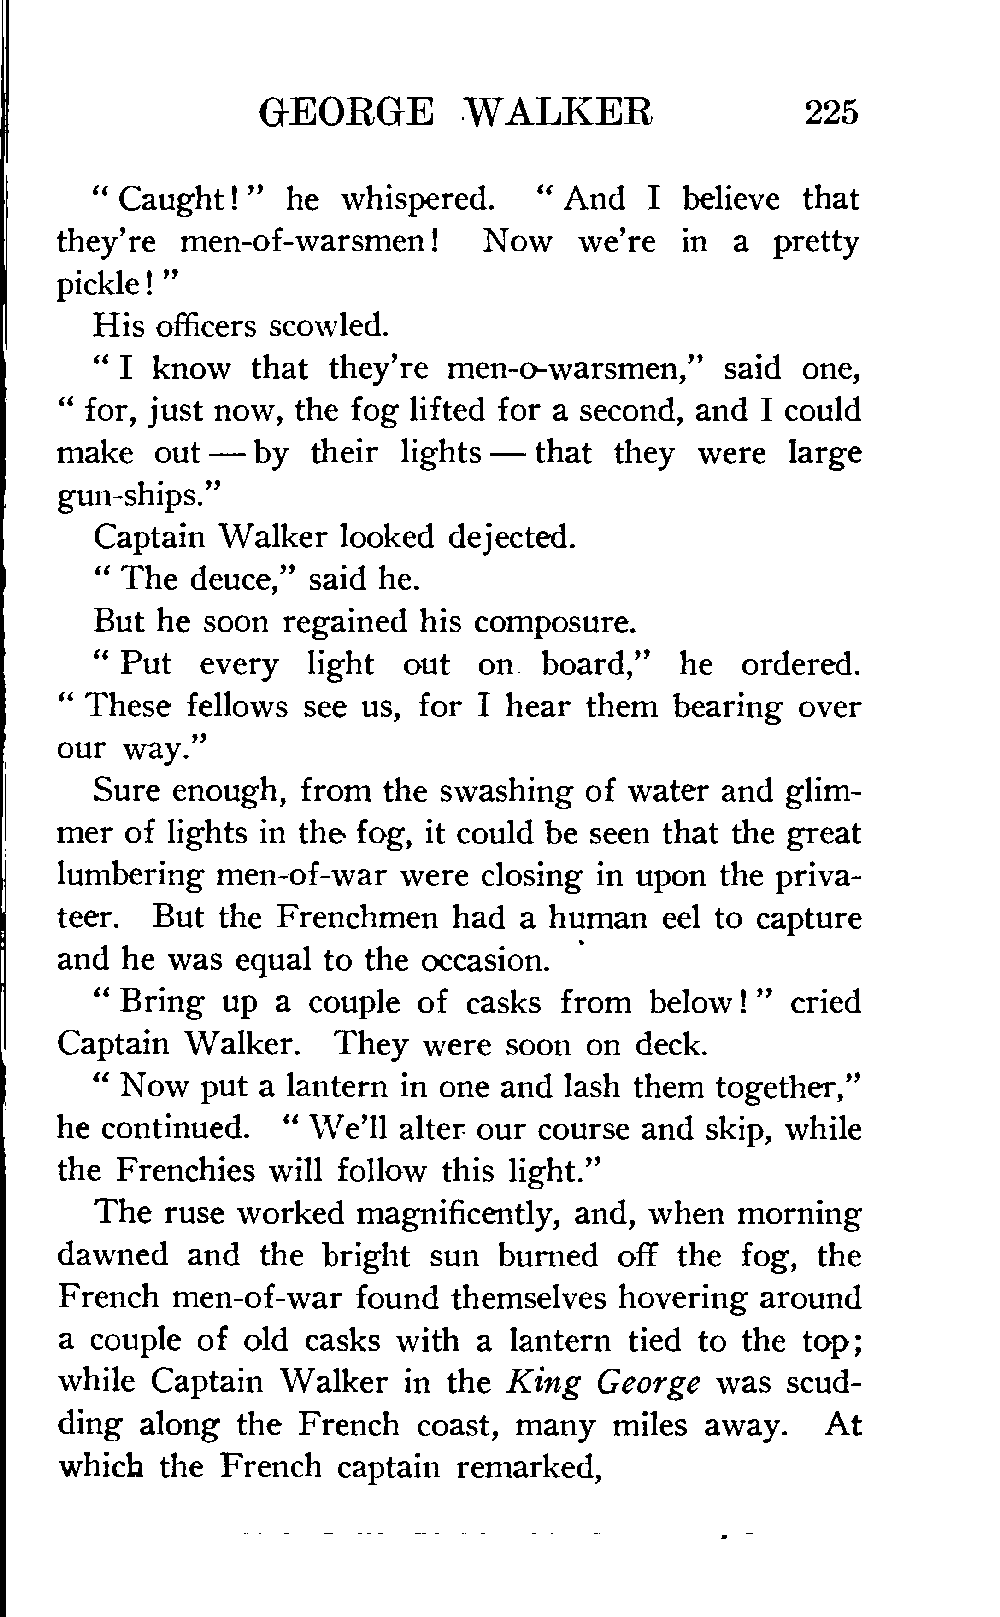 GEORGE WALKER 225
" Caught! " he whispered. " And I believe that
they're men-of-warsmen! Now we're in a pretty
pickle! "
His officers scowled.
" I know that they're men-o-warsmen," said one,
" for, just now, the fog lifted for a second, and I could
make out — by their lights — that they were large
gun-ships."
Captain Walker looked dejected.
" The deuce," said he.
But he soon regained his composure.
" Put every light out on board," he ordered.
" These fellows see us, for I hear them bearing over
our way."
Sure enough, from the swashing of water and glim-
mer of lights in the fog, it could be seen that the great
lumbering men-of-war were closing in upon the priva-
teer. But the Frenchmen had a human eel to capture
and he was equal to the occasion.
" Bring up a couple of casks from below! " cried
Captain Walker. They were soon on deck.
" Now put a lantern in one and lash them together,"
he continued. " We'll alter our course and skip, while
the Frenchies will follow this light."
The ruse worked magnificently, and, when morning
dawned and the bright sun burned off the fog, the
French men-of-war found themselves hovering around
a couple of old casks with a lantern tied to the top;
while Captain Walker in the King George was scud-
ding along the French coast, many miles away. At
which the French captain remarked,